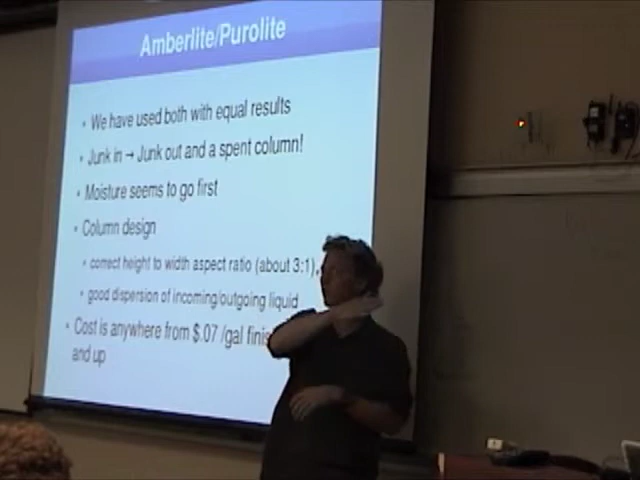 Amberlite/Purolite
• We have used both with equal results
• Junk in → Junk out and a spent column!
• Moisture seems to go first
• Column design
• correct height to width aspect ratio (about 3:1),
• good dispersion of incoming/outgoing liquid
• Cost is anywhere from $.07 /gal
and up